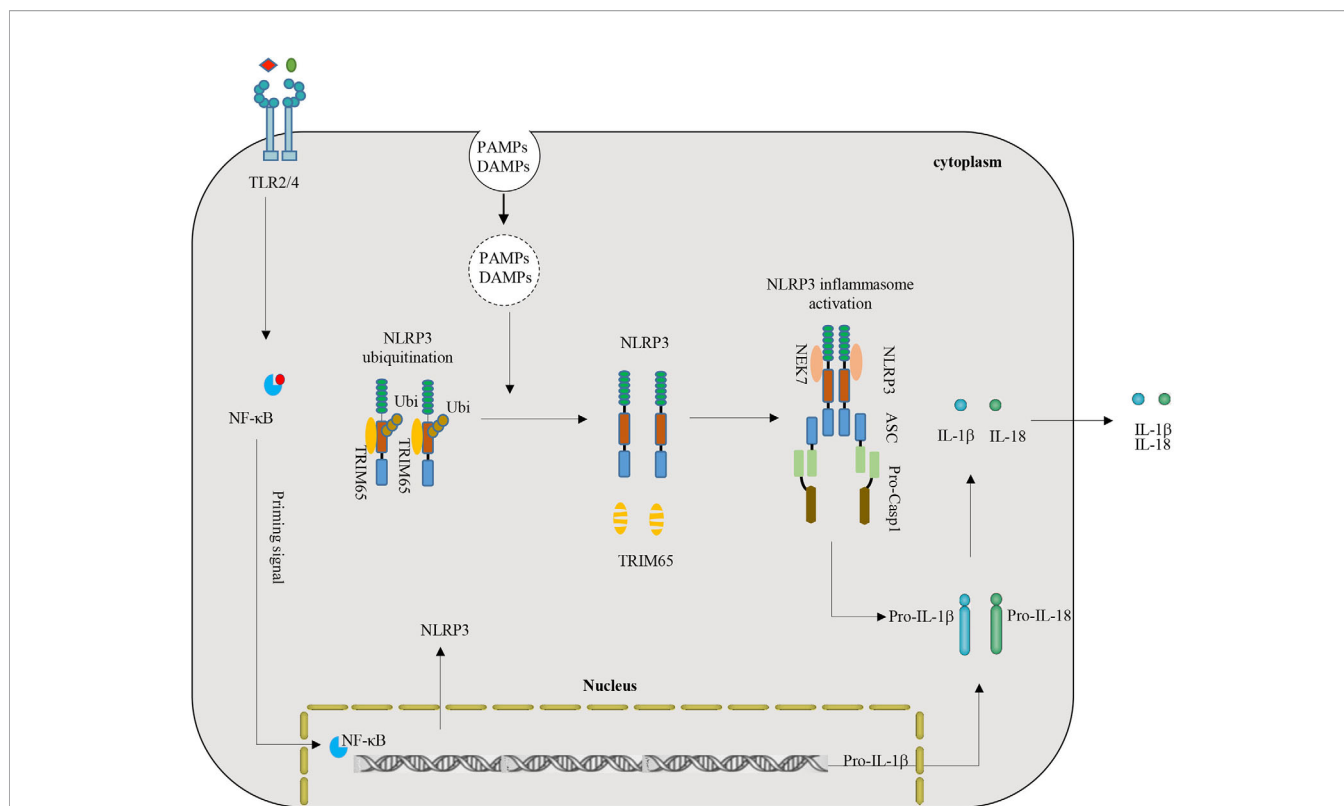 PAMPs
DAMPs
cytoplasm
TLR2/4
PAMPs
DAMPs
NLRP3 inflammasome
activation
NLRP3
ubiquitination
NLRP3
NEK7
NLRP3
Ubi
Ubi
NF-κB
ASC
IL-1β
IL-18
IL-1β
IL-18
TRIM65
TRIM65
Pro-Casp1
Priming signal
TRIM65
Pro-IL-1β
Pro-IL-18
NLRP3
Nucleus
NF-κB
Pro-IL-1β